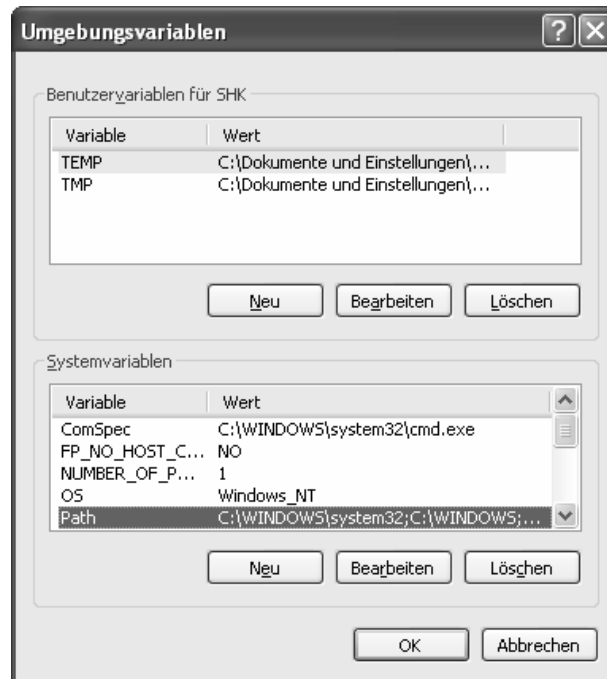 Umgebungsvariablen
Benutzervariablen für SHK
Variable Wert
TEMP C:\Dokumente und Einstellungen\...
TMP C:\Dokumente und Einstellungen\...
Neu Bearbeiten Löschen
Systemvariablen
Variable Wert
ComSpec C:\WINDOWS\system32\cmd.exe
FP_NO_HOST_C... NO
NUMBER_OF_P... 1
OS Windows_NT
Path C:\WINDOWS\system32;C:\WINDOWS;...
Neu Bearbeiten Löschen
OK Abbrechen